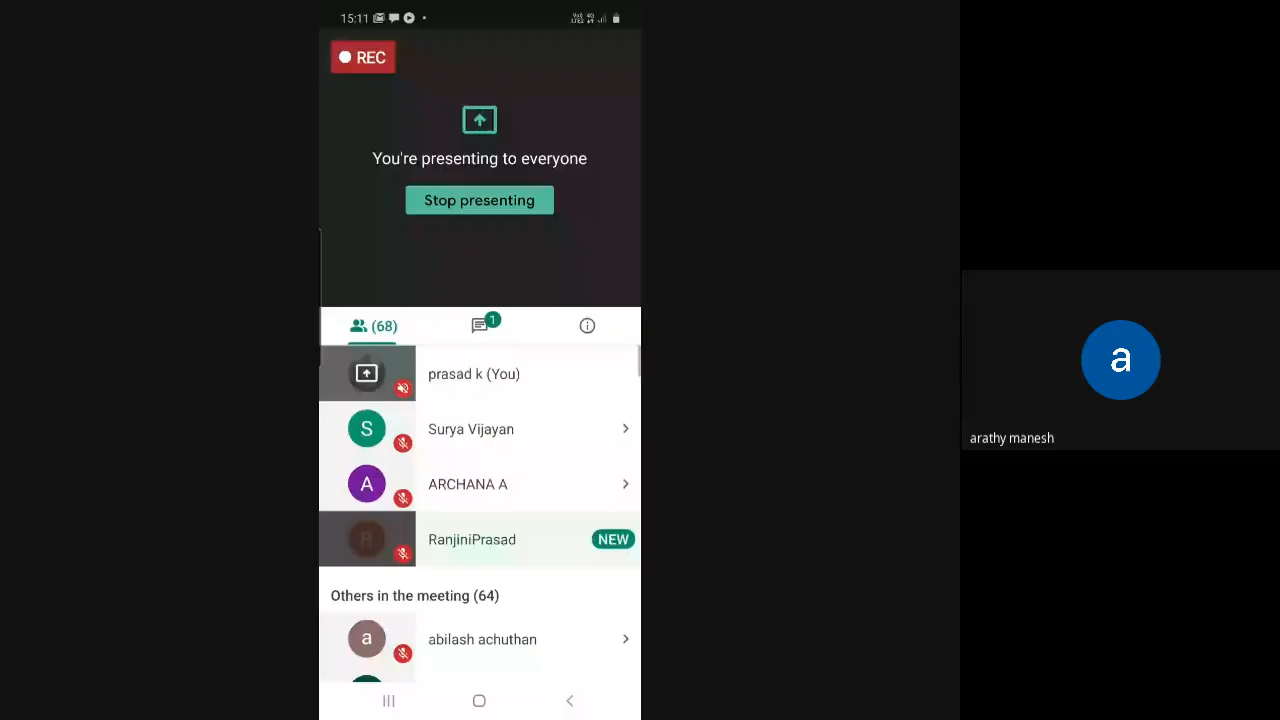 15:11
REC
You're presenting to everyone
Stop presenting
(68)
1
prasad k (You)
S
Surya Vijayan
A
ARCHANA A
R
RanjiniPrasad
NEW
Others in the meeting (64)
a
abilash achuthan
a
arathy manesh